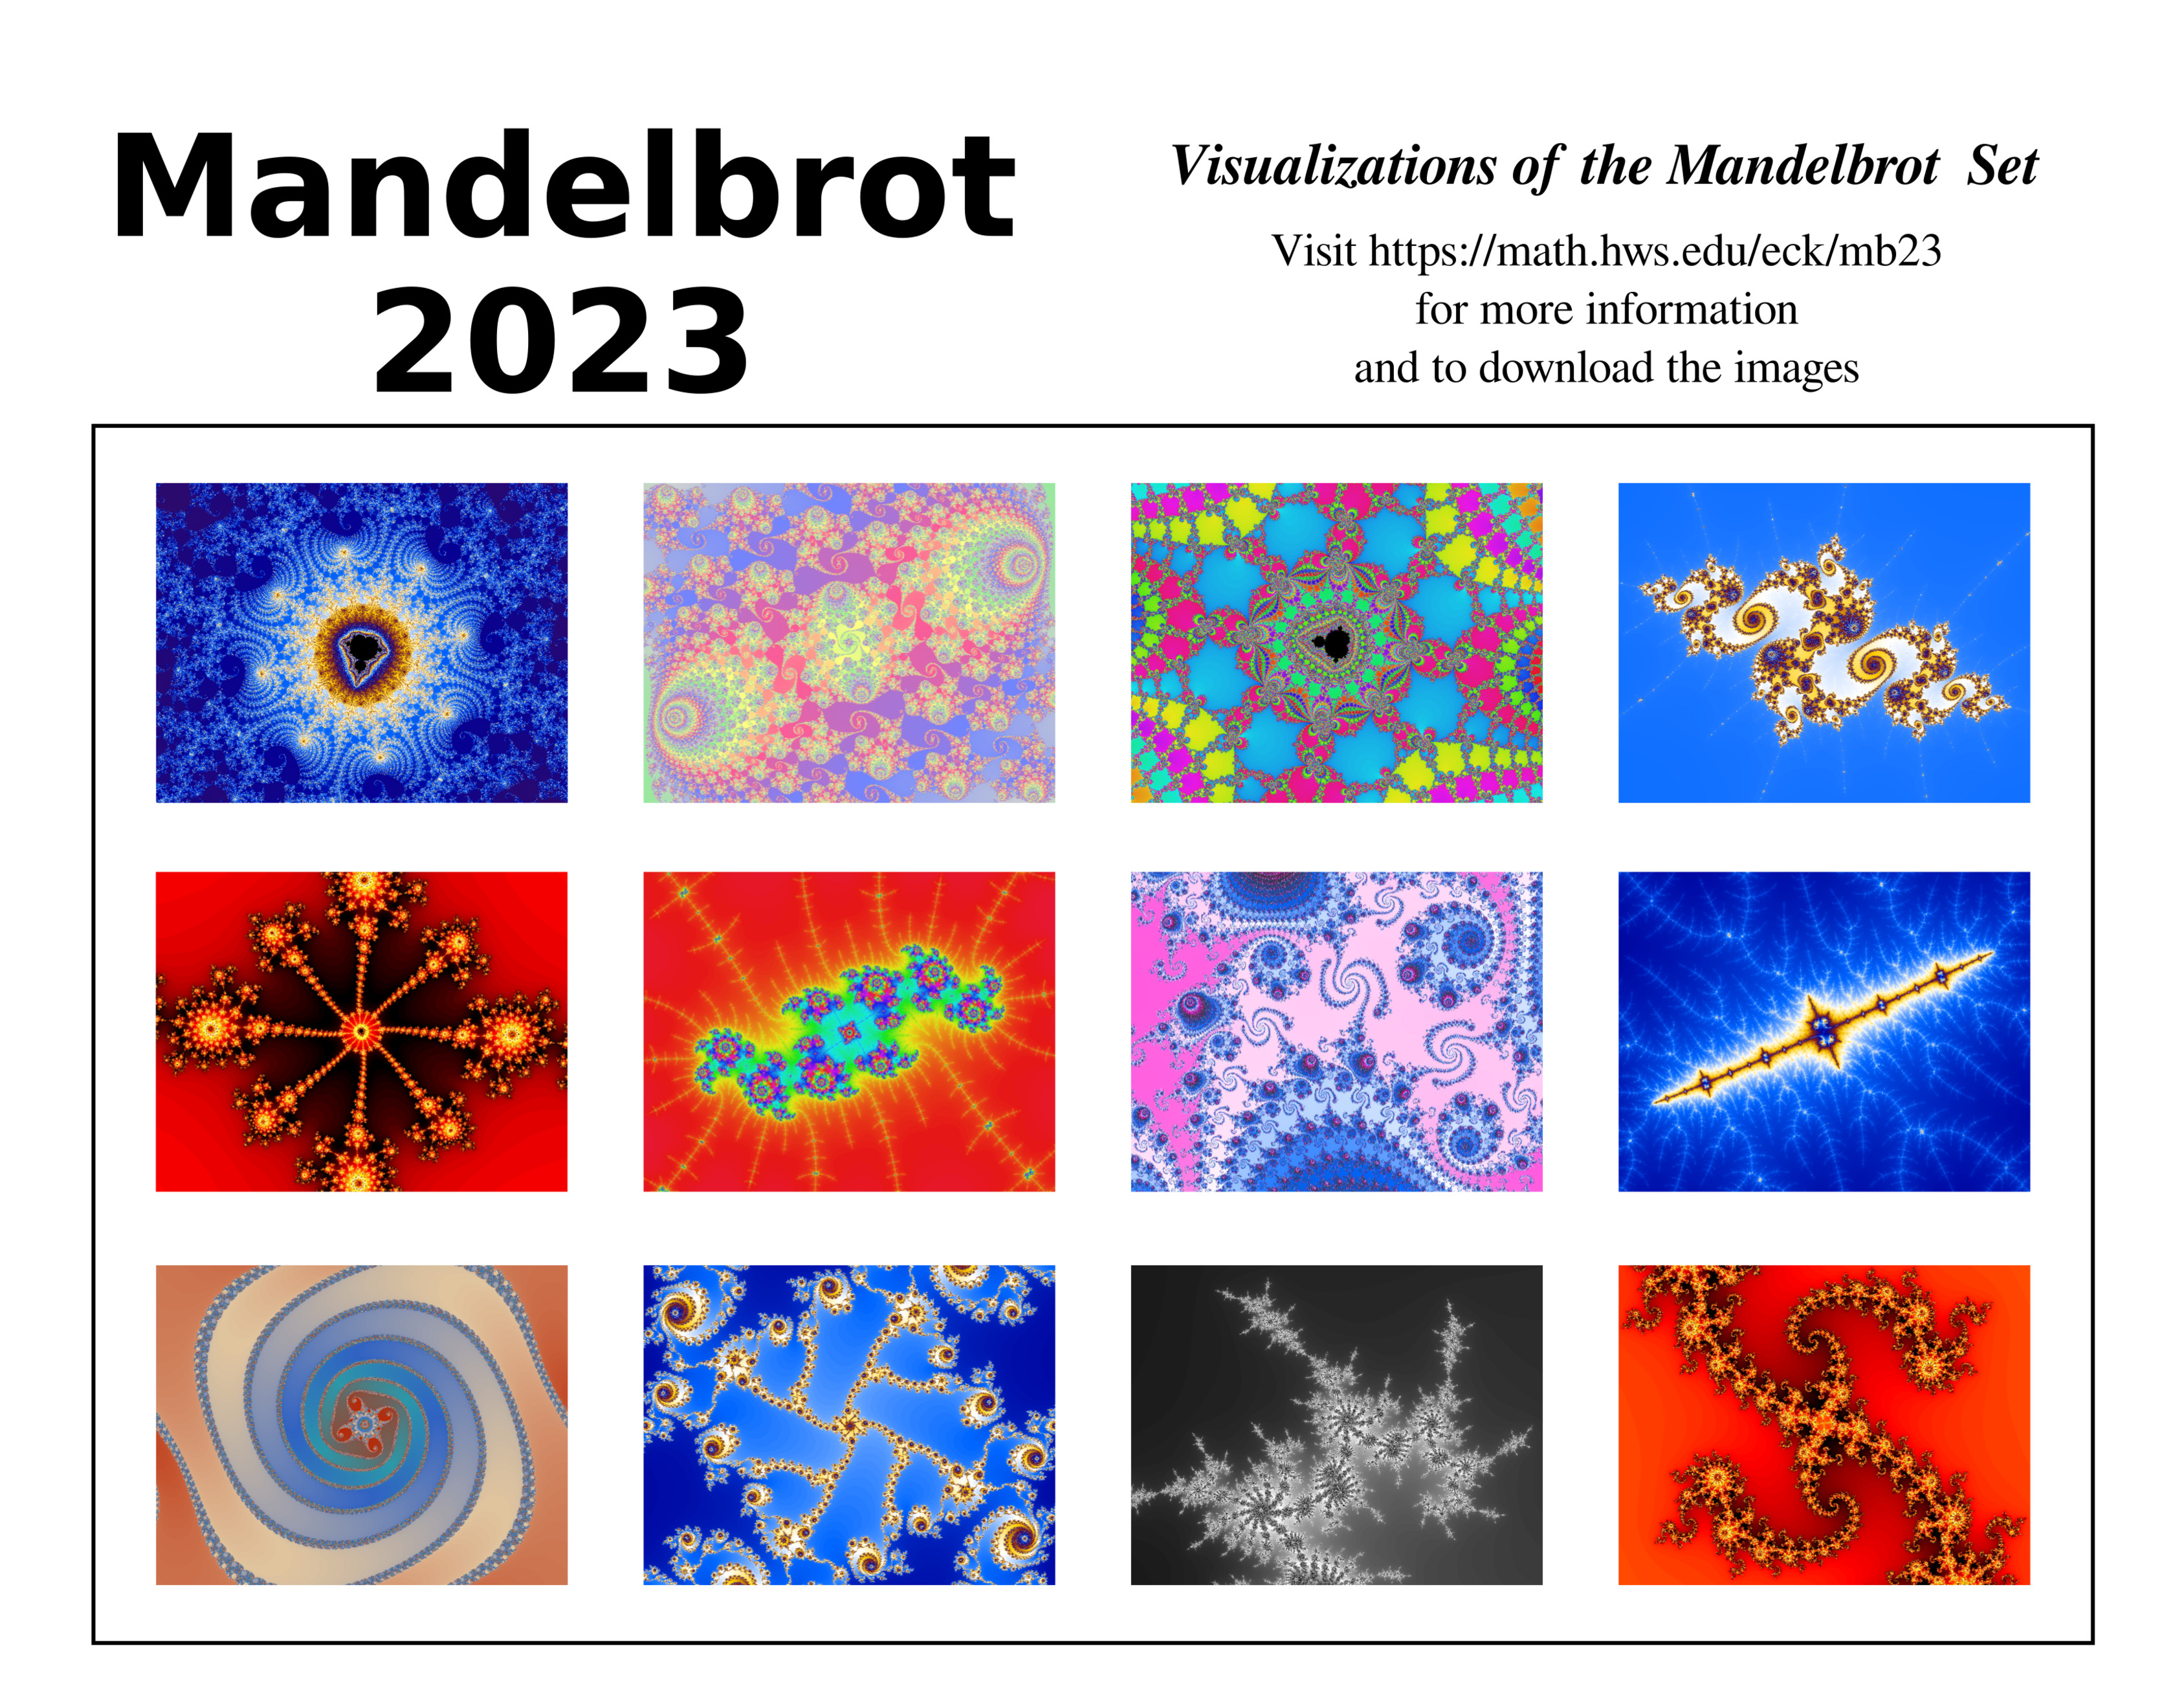 Mandelbrot
2023
Visualizations of the Mandelbrot Set
Visit https://math.hws.edu/eck/mb23
for more information
and to download the images